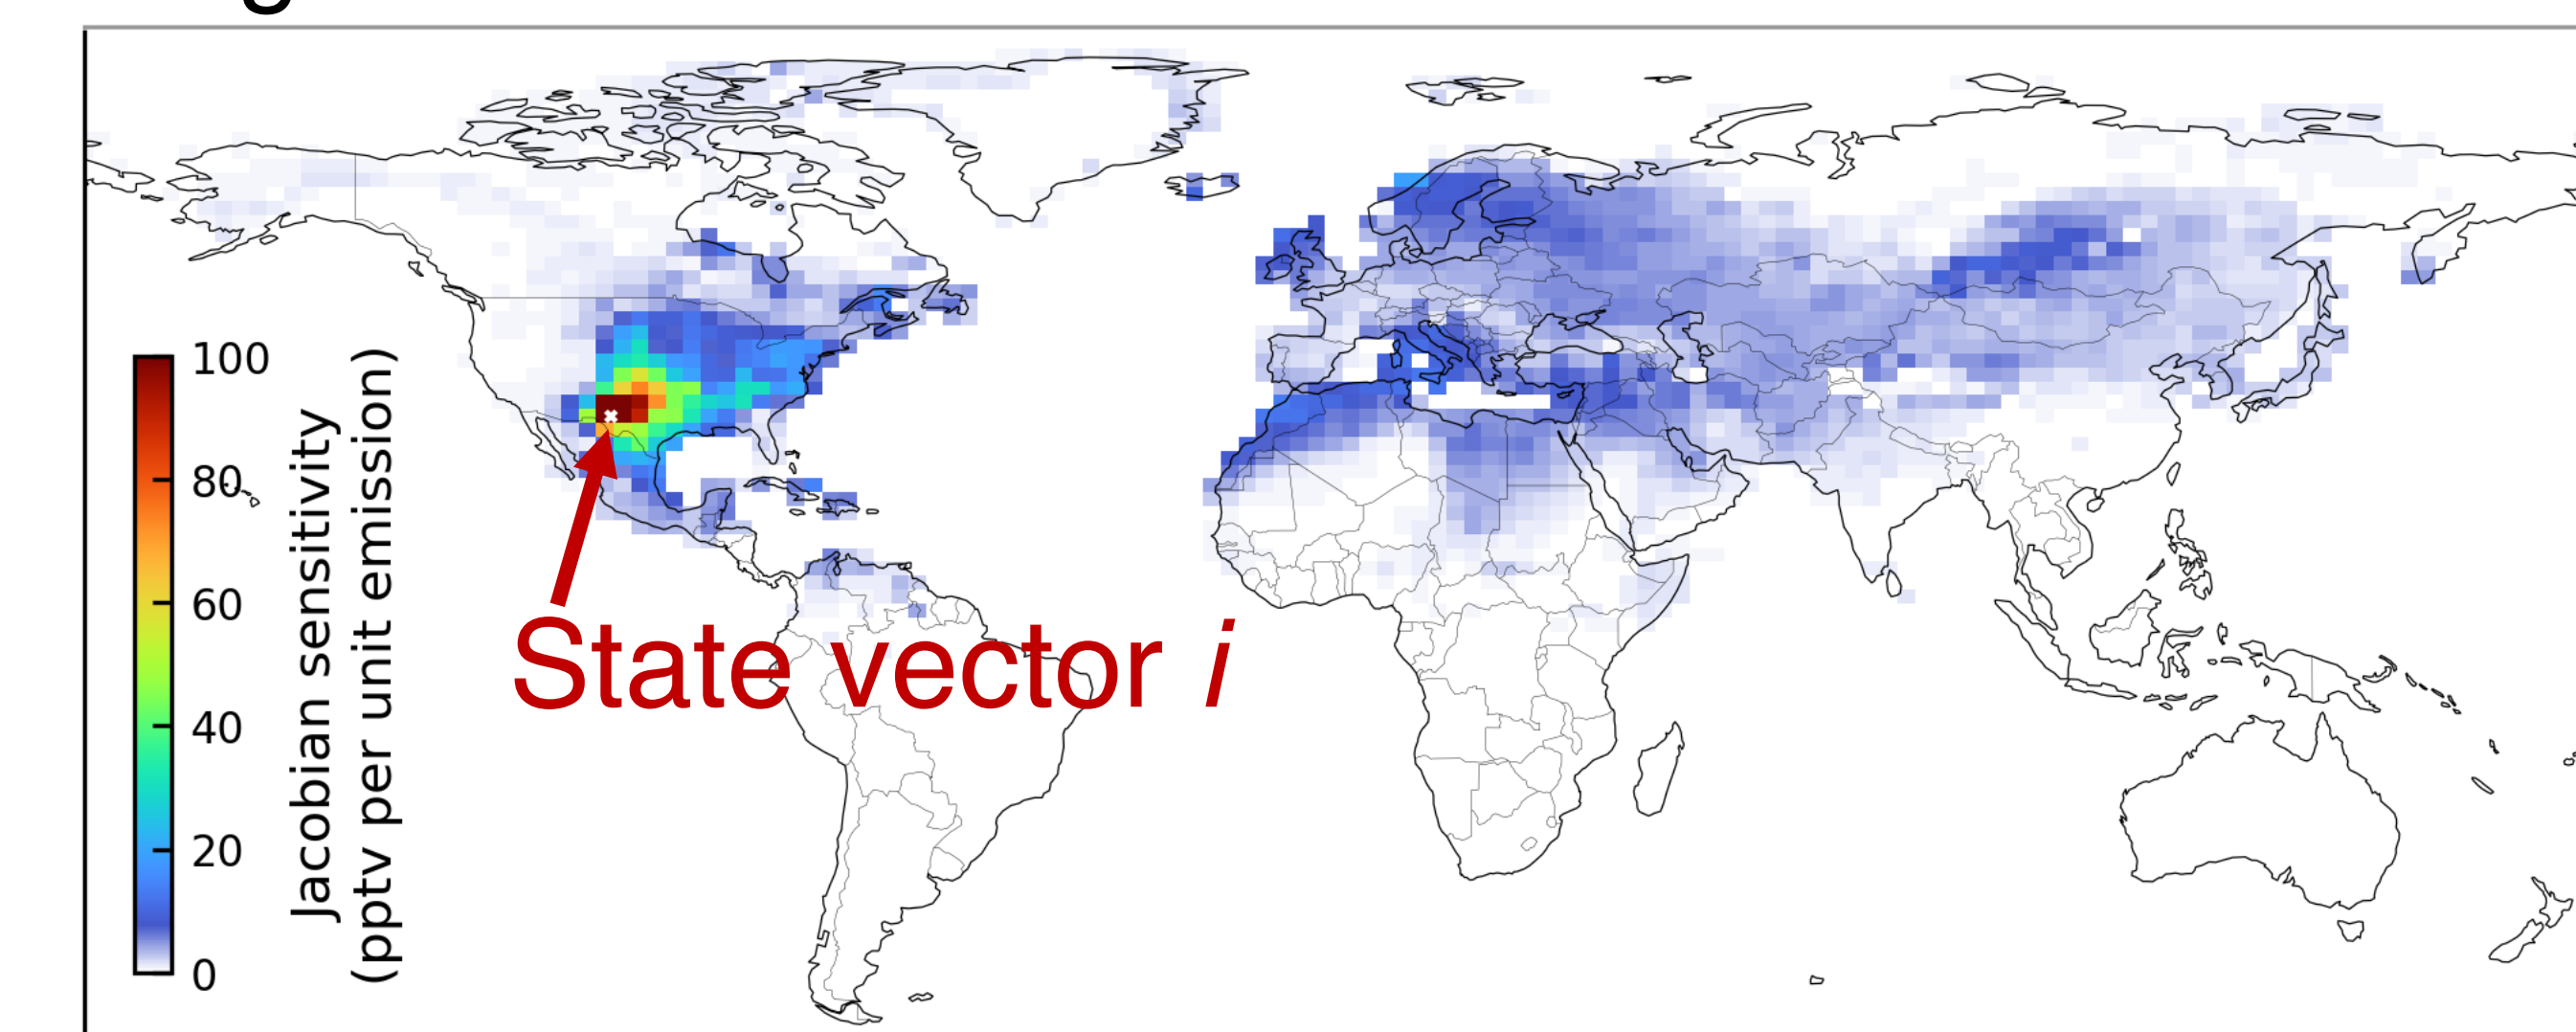 100
80
60
40
20
0
Jacobian sensitivity
(pptv per unit emission)
State vector i